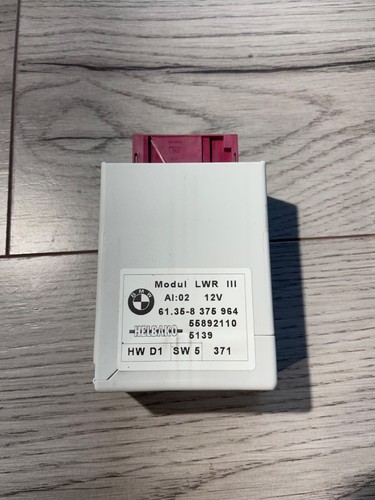 Modul LWR III
AI:02 12V
BMW
61.35-8 375 964
HELBAKO 55892110
5139
HW D1 SW 5 371